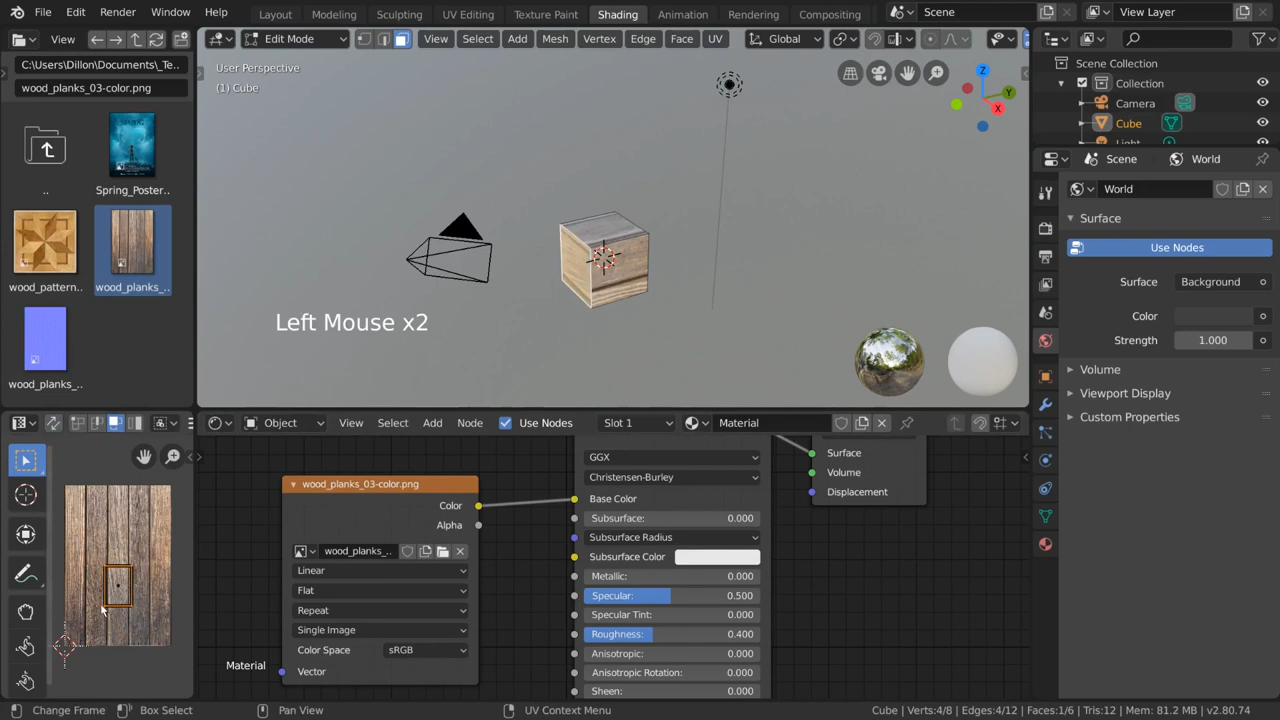 File Edit Render Window Help Layout Modeling Sculpting UV Editing Texture Paint Shading Animation Rendering Compositing Scene View Layer
View
Edit Mode View Select Add Mesh Vertex Edge Face UV Global
C:\Users\Dillon\Documents\_Te..
wood_planks_03-color.png
User Perspective
(1) Cube
Z
Y
X
..
Spring_Poster..
wood_pattern..
wood_planks_..
wood_planks_..
Left Mouse x2
Scene Collection
Collection
Camera
Cube
Light
Scene World
World
Surface
Use Nodes
Surface Background
Color
Strength 1.000
Volume
Viewport Display
Custom Properties
Object View Select Add Node Use Nodes Slot 1 Material
wood_planks_03-color.png
Color
Alpha
wood_planks_..
Linear
Flat
Repeat
Single Image
Color Space sRGB
Vector
Material
GGX
Christensen-Burley
Base Color
Subsurface: 0.000
Subsurface Radius
Subsurface Color
Metallic: 0.000
Specular: 0.500
Specular Tint: 0.000
Roughness: 0.400
Anisotropic: 0.000
Anisotropic Rotation: 0.000
Sheen: 0.000
Surface
Volume
Displacement
Change Frame Box Select Pan View UV Context Menu Cube | Verts:4/8 | Edges:4/12 | Faces:1/6 | Tris:12 | Mem: 81.2 MB | v2.80.74